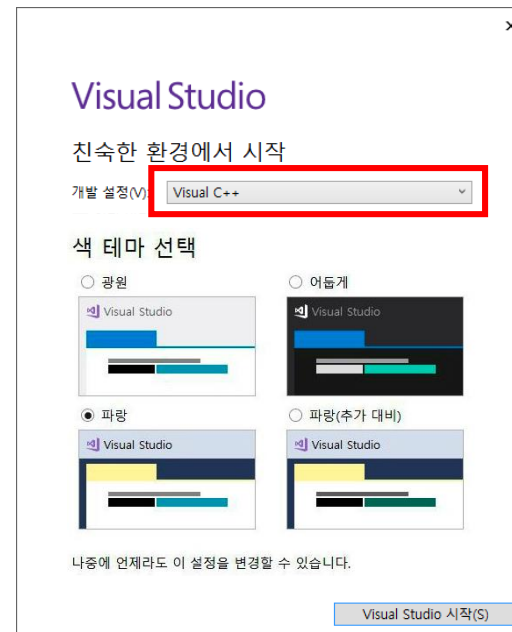 Visual Studio
친숙한 환경에서 시작
개발 설정(V):
Visual C++
색 테마 선택
광원
어둡게
Visual Studio
Visual Studio
파랑
파랑(추가 대비)
Visual Studio
Visual Studio
나중에 언제라도 이 설정을 변경할 수 있습니다.
Visual Studio 시작(S)